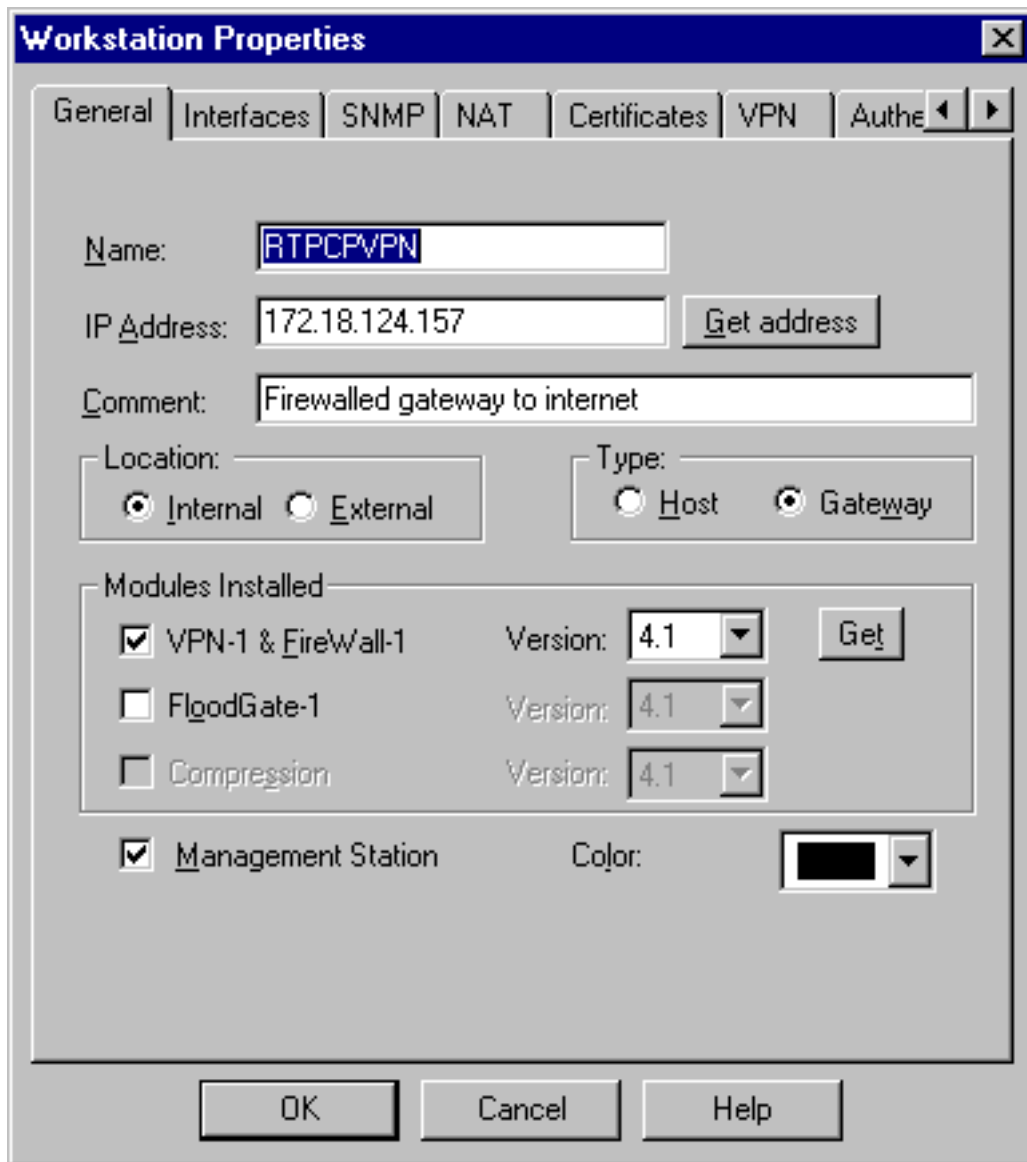 Workstation Properties
General Interfaces SNMP NAT Certificates VPN
Name: RTPCPVPN
IP Address: 172.18.124.157 Get address
Comment: Firewalled gateway to internet
Location: Type:
Internal External Host Gateway
Modules Installed
VPN-1 & FireWall-1 Version: 4.1 Get
FloodGate-1 Version: 4.1
Compression Version: 4.1
Management Station Color:
OK Cancel Help